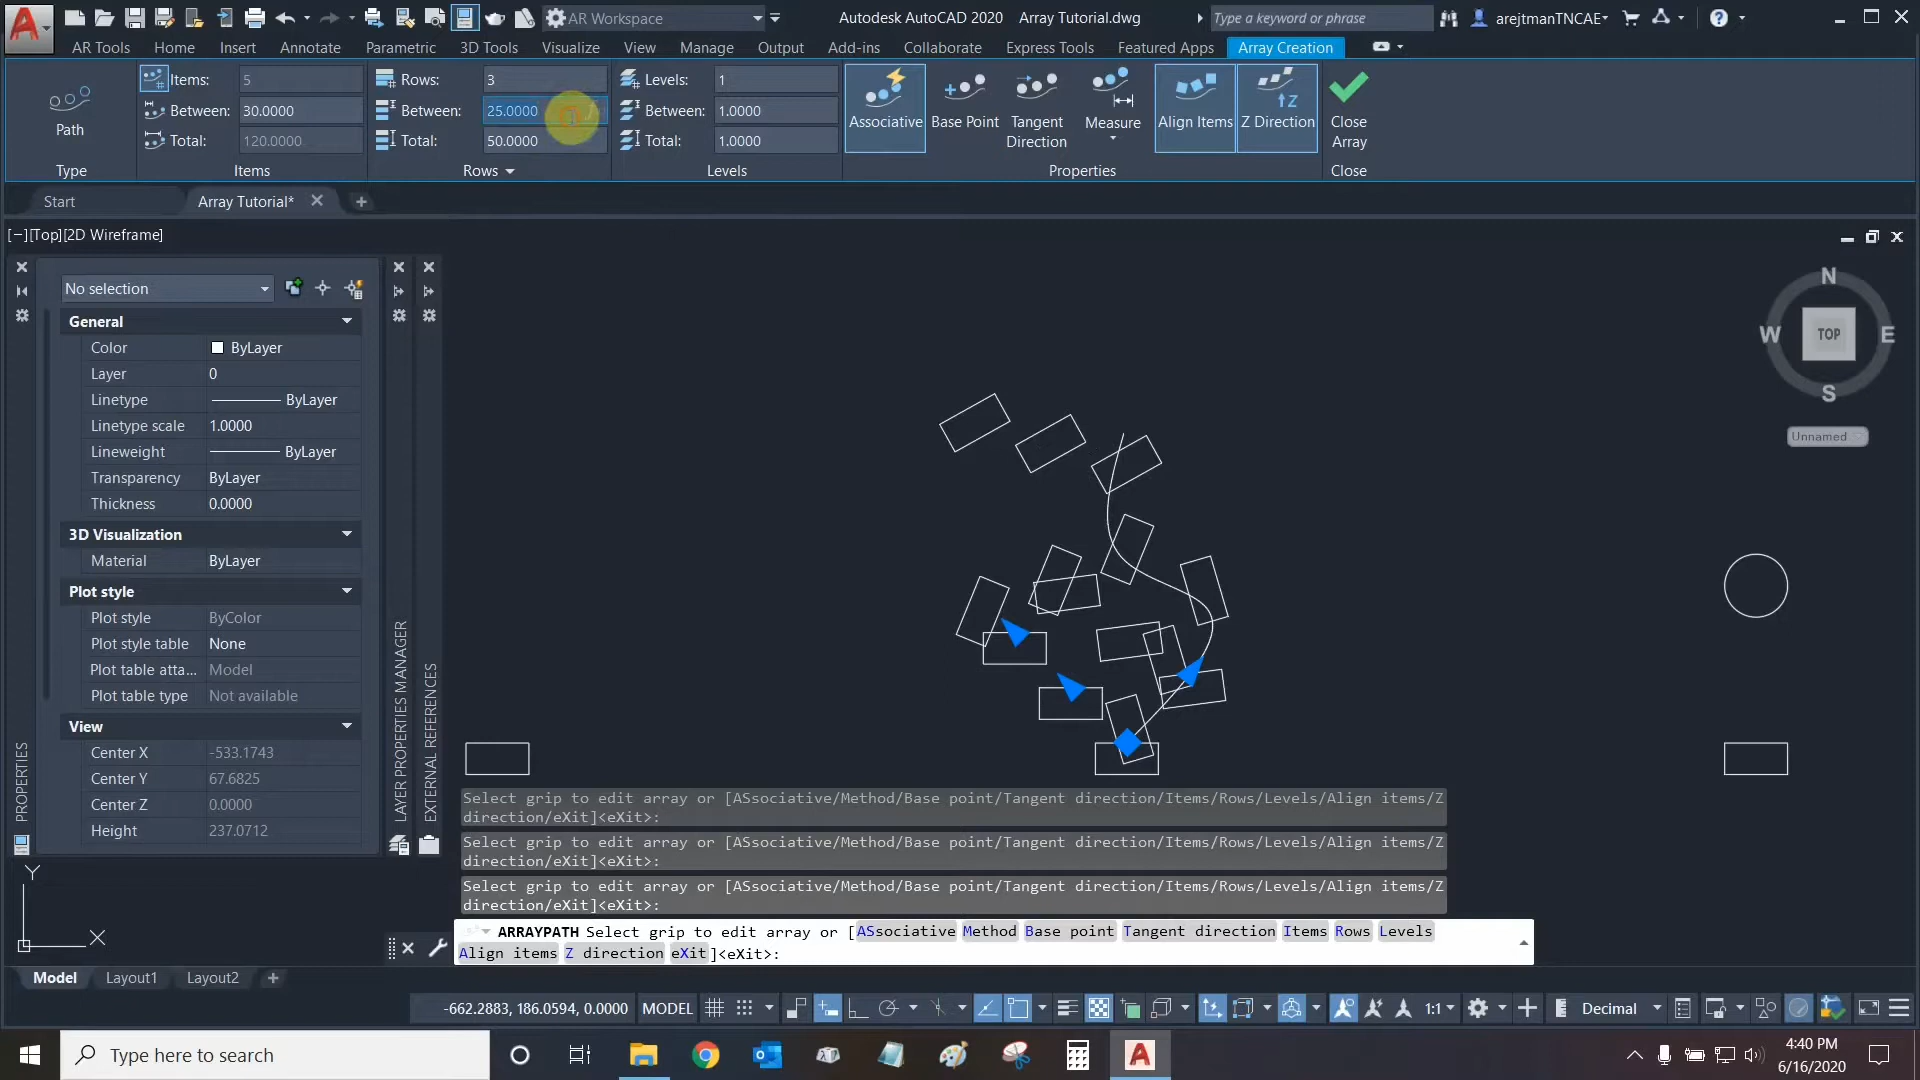 AR Workspace
Autodesk AutoCAD 2020 Array Tutorial.dwg
Type a keyword or phrase
arejtmanTNCAE
AR Tools Home Insert Annotate Parametric 3D Tools Visualize View Manage Output Add-ins Collaborate Express Tools Featured Apps Array Creation
Path
Type
Items: 5
Between: 30.0000
Total: 120.0000
Items
Rows: 3
Between: 25.0000
Total: 50.0000
Rows
Levels: 1
Between: 1.0000
Total: 1.0000
Levels
Associative
Base Point
Tangent
Direction
Measure
Align Items
Z Direction
Properties
Close
Array
Close
Start
Array Tutorial*
[−][Top][2D Wireframe]
No selection
General
Color ByLayer
Layer 0
Linetype ByLayer
Linetype scale 1.0000
Lineweight ByLayer
Transparency ByLayer
Thickness 0.0000
3D Visualization
Material ByLayer
Plot style
Plot style ByColor
Plot style table None
Plot table atta... Model
Plot table type Not available
View
Center X -533.1743
Center Y 67.6825
Center Z 0.0000
Height 237.0712
PROPERTIES
LAYER PROPERTIES MANAGER
EXTERNAL REFERENCES
N
W
TOP
E
S
Unnamed
Y
X
Select grip to edit array or [ASsociative/Method/Base point/Tangent direction/Items/Rows/Levels/Align items/Z
direction/eXit]<eXit>:
Select grip to edit array or [ASsociative/Method/Base point/Tangent direction/Items/Rows/Levels/Align items/Z
direction/eXit]<eXit>:
Select grip to edit array or [ASsociative/Method/Base point/Tangent direction/Items/Rows/Levels/Align items/Z
direction/eXit]<eXit>:
ARRAYPATH Select grip to edit array or [ASsociative Method Base point Tangent direction Items Rows Levels
Align items Z direction eXit]<eXit>:
Model Layout1 Layout2
-662.2883, 186.0594, 0.0000 MODEL
1:1
Decimal
Type here to search
4:40 PM
6/16/2020